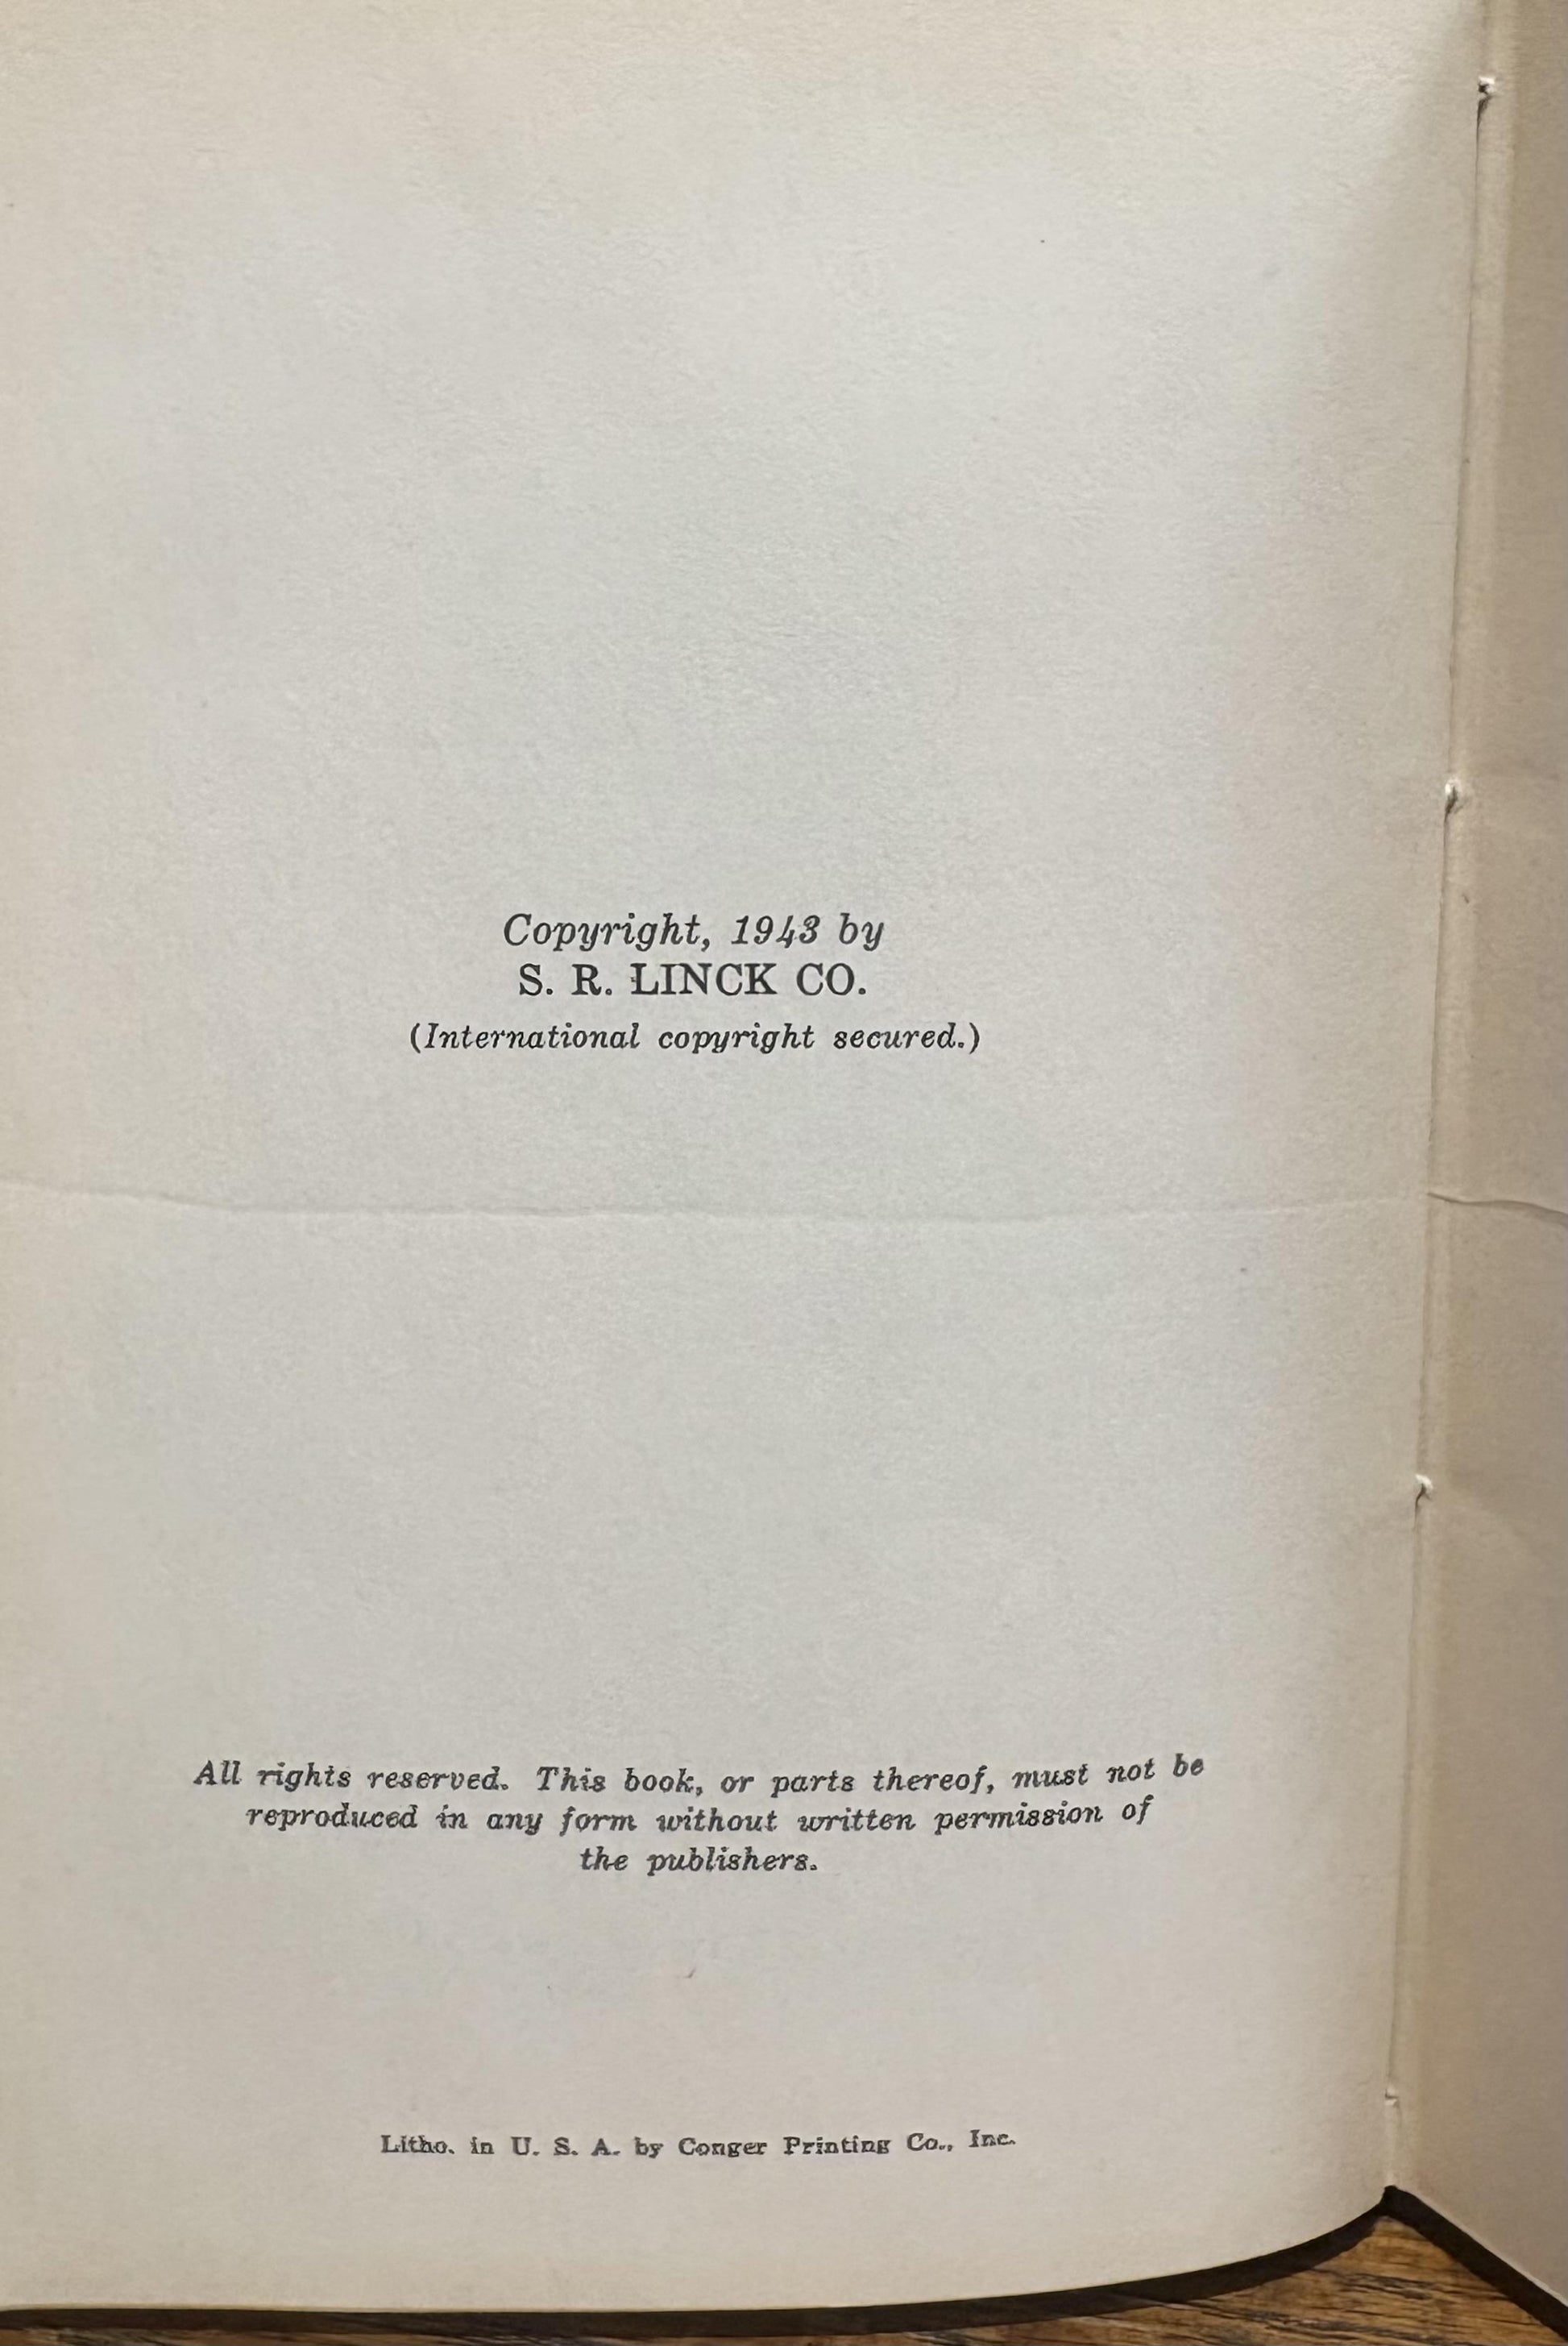 Copyright, 1943 by
S. R. LINCK CO.
(International copyright secured.)
All rights reserved. This book, or parts thereof, must not be
reproduced in any form without written permission of
the publishers.
Litho. in U. S. A. by Conger Printing Co., Inc.